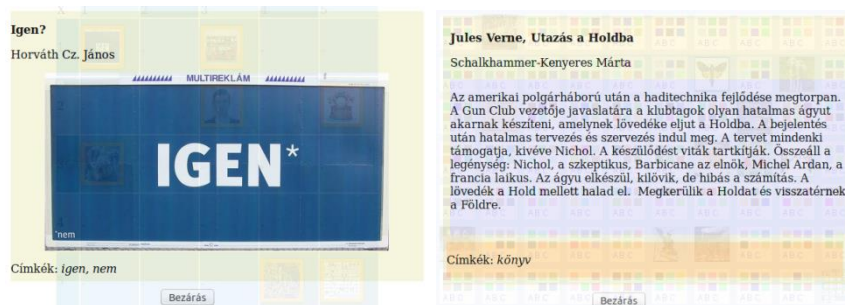 Igen?
Horváth Cz. János
MULTIREKLÁM
IGEN*
*nem
Címkék: igen, nem
Bezárás
Jules Verne, Utazás a Holdba
Schalkhammer-Kenyeres Márta
Az amerikai polgárháború után a haditechnika fejlődése megtorpan.
A Gun Club vezetője javaslatára a klubtagok olyan hatalmas ágyut
akarnak készíteni, amelynek lövedéke eljut a Holdba. A bejelentés
után hatalmas tervezés és szervezés indul meg. A tervet mindenki
támogatja, kivéve Nichol. A készülődést viták tartkítják. Összeáll a
legénység: Nichol, a szkeptikus, Barbicane az elnök, Michel Ardan, a
francia laikus. Az ágyu elkészül, kilövik, de hibás a számítás. A
lövedék a Hold mellett halad el. Megkerülik a Holdat és visszatérnek
a Földre.
Címkék: könyv
Bezárás